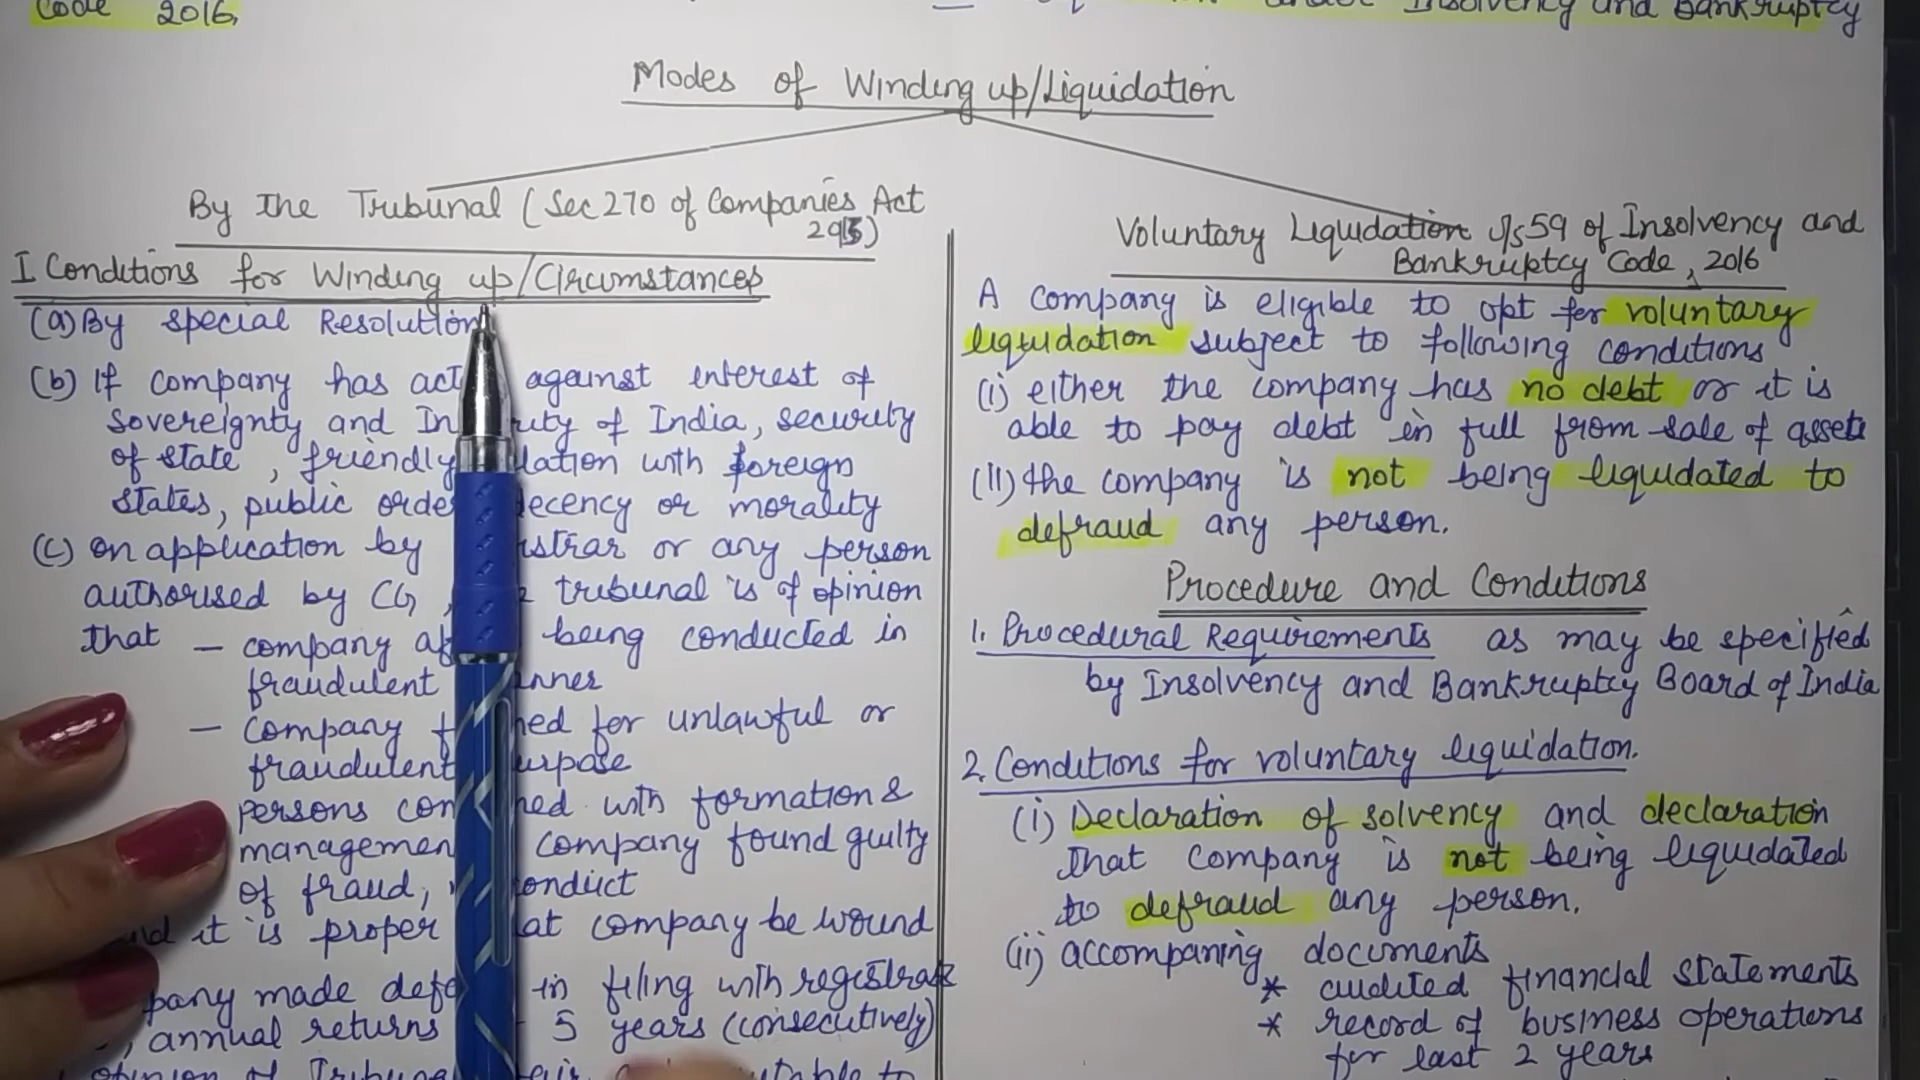 Code 2016.
Insolvency and Bankruptcy
Modes of Winding up/Liquidation
By the Tribunal (Sec 270 of Companies Act
2013)
I Conditions for Winding up/Circumstances
(a) By special Resolution
(b) If company has act against interest of
sovereignty and In of India, security
of state, friendly with foreign
states, public order decency or morality
(c) on application by or any person
authorised by CG, tribunal is of opinion
that - company being conducted in
fraudulent
- company for unlawful or
fraudulent purpose
persons with formation &
management company found guilty
of fraud,
it is proper that company be wound
made in filing with registrar
, annual returns 5 years (consecutively)
opinion of Tribunal
Voluntary Liquidation u/s 59 of Insolvency and
Bankruptcy Code, 2016
A company is eligible to opt for voluntary
liquidation subject to following conditions
(i) either the company has no debt or it is
able to pay debt in full from sale of assets
(ii) the company is not being liquidated to
defraud any person.
Procedure and Conditions
1. Procedural Requirements as may be specified
by Insolvency and Bankruptcy Board of India
2. Conditions for voluntary liquidation.
(i) Declaration of solvency and declaration
that company is not being liquidated
to defraud any person.
(ii) accompaning documents
* audited financial statements
* record of business operations
for last 2 years